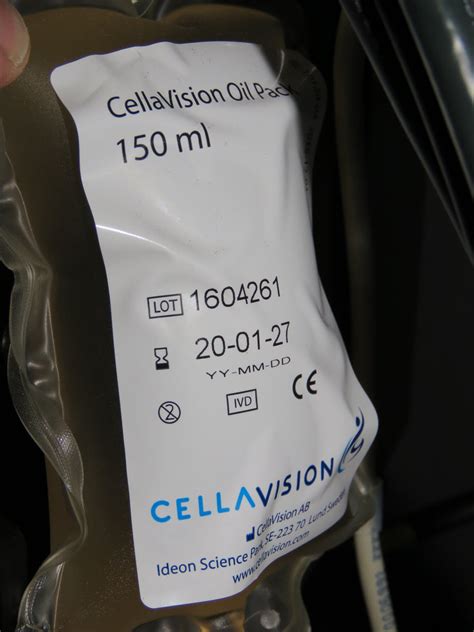 CellaVision Oil Pack
150 ml
LOT 1604261
20-01-27
YY-MM-DD
IVD CE
CELLAVISION
CellaVision AB
Ideon Science Park, SE-223 70 Lund Sweden
www.cellavision.com